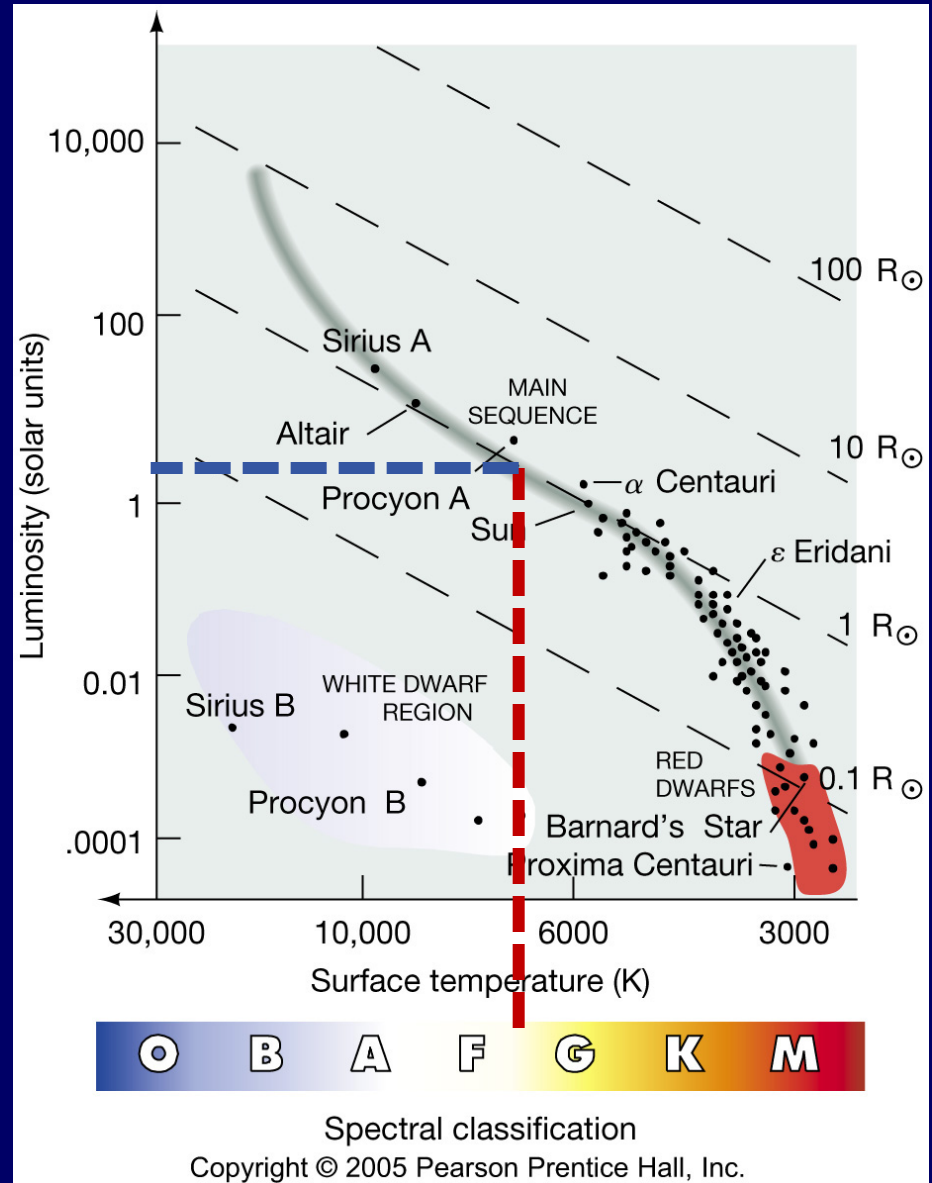 10,000
100
1
0.01
.0001
Luminosity (solar units)
100 R☉
10 R☉
1 R☉
0.1 R☉
Sirius A
Altair
MAIN
SEQUENCE
Procyon A
α Centauri
Sun
ε Eridani
Sirius B
WHITE DWARF
REGION
Procyon B
RED
DWARFS
Barnard's Star
Proxima Centauri
30,000 10,000 6000 3000
Surface temperature (K)
O B A F G K M
Spectral classification
Copyright © 2005 Pearson Prentice Hall, Inc.